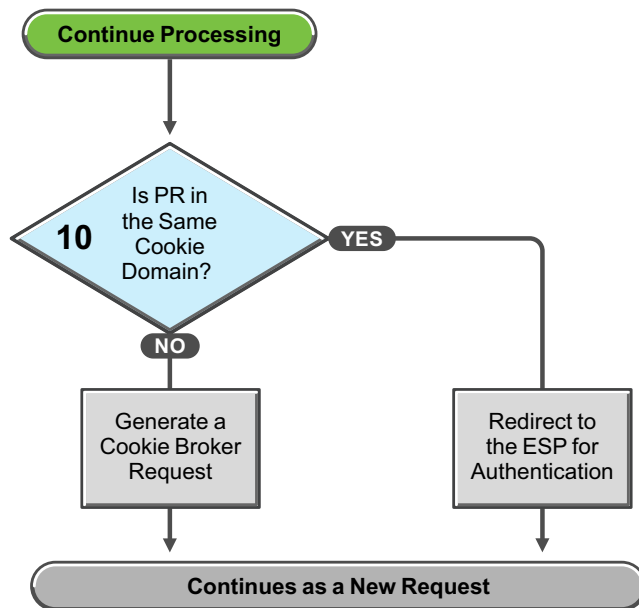 Continue Processing
Is PR in
the Same
10
Cookie
Domain?
YES
NO
Generate a
Cookie Broker
Request
Redirect to
the ESP for
Authentication
Continues as a New Request